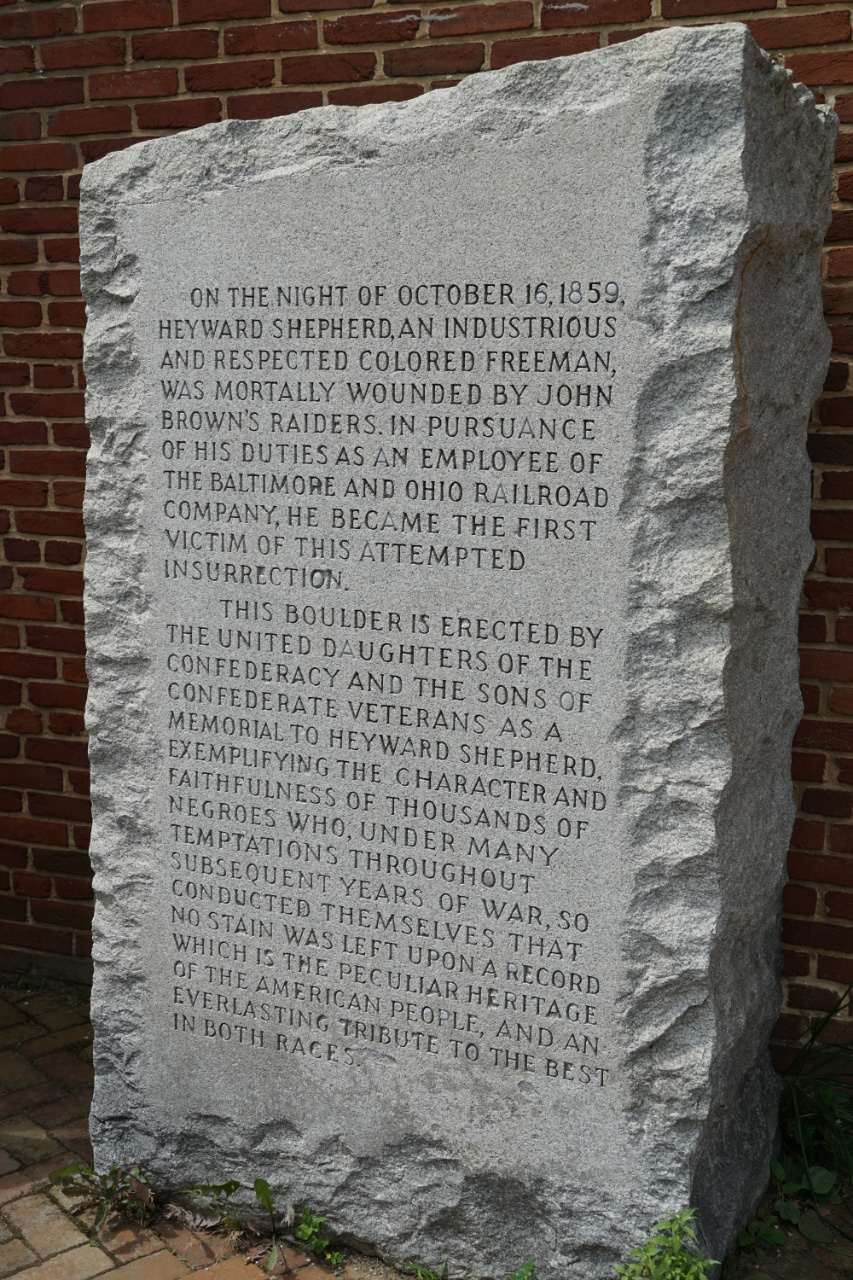 ON THE NIGHT OF OCTOBER 16, 1859,
HEYWARD SHEPHERD, AN INDUSTRIOUS
AND RESPECTED COLORED FREEMAN,
WAS MORTALLY WOUNDED BY JOHN
BROWN'S RAIDERS. IN PURSUANCE
OF HIS DUTIES AS AN EMPLOYEE OF
THE BALTIMORE AND OHIO RAILROAD
COMPANY, HE BECAME THE FIRST
VICTIM OF THIS ATTEMPTED
INSURRECTION.
THIS BOULDER IS ERECTED BY
THE UNITED DAUGHTERS OF THE
CONFEDERACY AND THE SONS OF
CONFEDERATE VETERANS AS A
MEMORIAL TO HEYWARD SHEPHERD,
EXEMPLIFYING THE CHARACTER AND
FAITHFULNESS OF THOUSANDS OF
NEGROES WHO, UNDER MANY
TEMPTATIONS THROUGHOUT
SUBSEQUENT YEARS OF WAR, SO
CONDUCTED THEMSELVES THAT
NO STAIN WAS LEFT UPON A RECORD
WHICH IS THE PECULIAR HERITAGE
OF THE AMERICAN PEOPLE, AND AN
EVERLASTING TRIBUTE TO THE BEST
IN BOTH RACES.